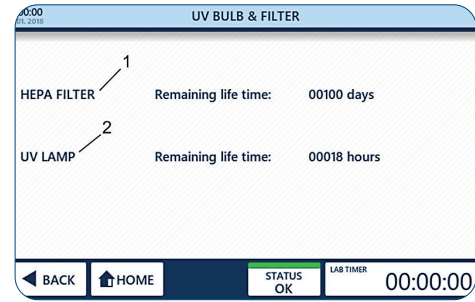 00:00
01. 2018
UV BULB & FILTER
1
HEPA FILTER Remaining life time: 00100 days
2
UV LAMP Remaining life time: 00018 hours
BACK HOME STATUS OK LAB TIMER 00:00:00